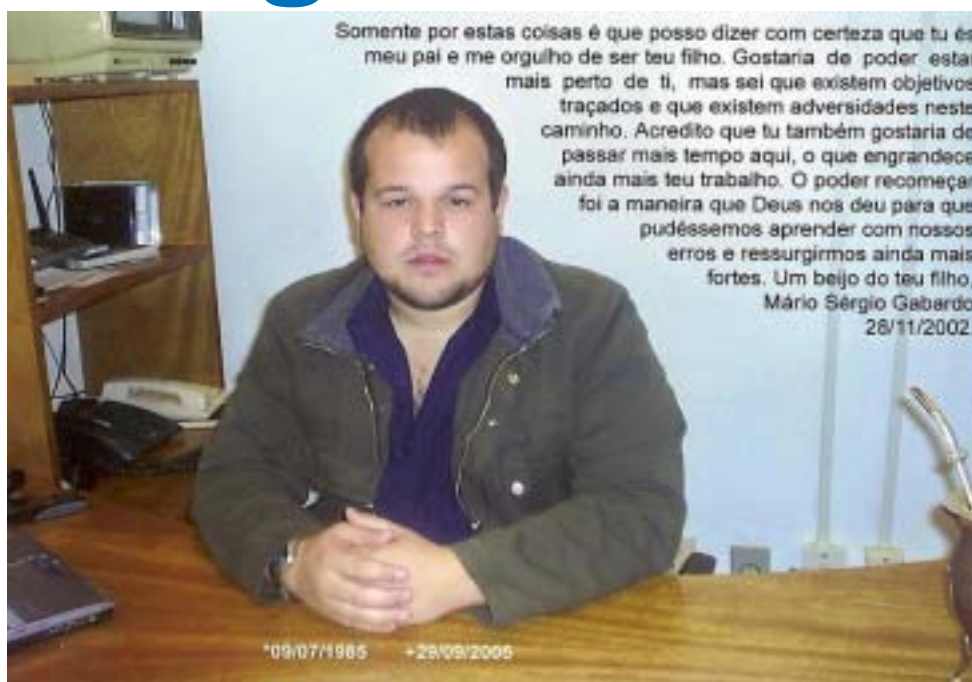 Somente por estas coisas é que posso dizer com certeza que tu és
meu pai e me orgulho de ser teu filho. Gostaria de poder estar
mais perto de ti, mas sei que existem objetivos
traçados e que existem adversidades neste
caminho. Acredito que tu também gostaria de
passar mais tempo aqui, o que engrandece
ainda mais teu trabalho. O poder recomeçar
foi a maneira que Deus nos deu para que
pudéssemos aprender com nossos
erros e ressurgirmos ainda mais
fortes. Um beijo do teu filho,
Mário Sérgio Gabardo
28/11/2002.
*09/07/1985 +29/09/2005